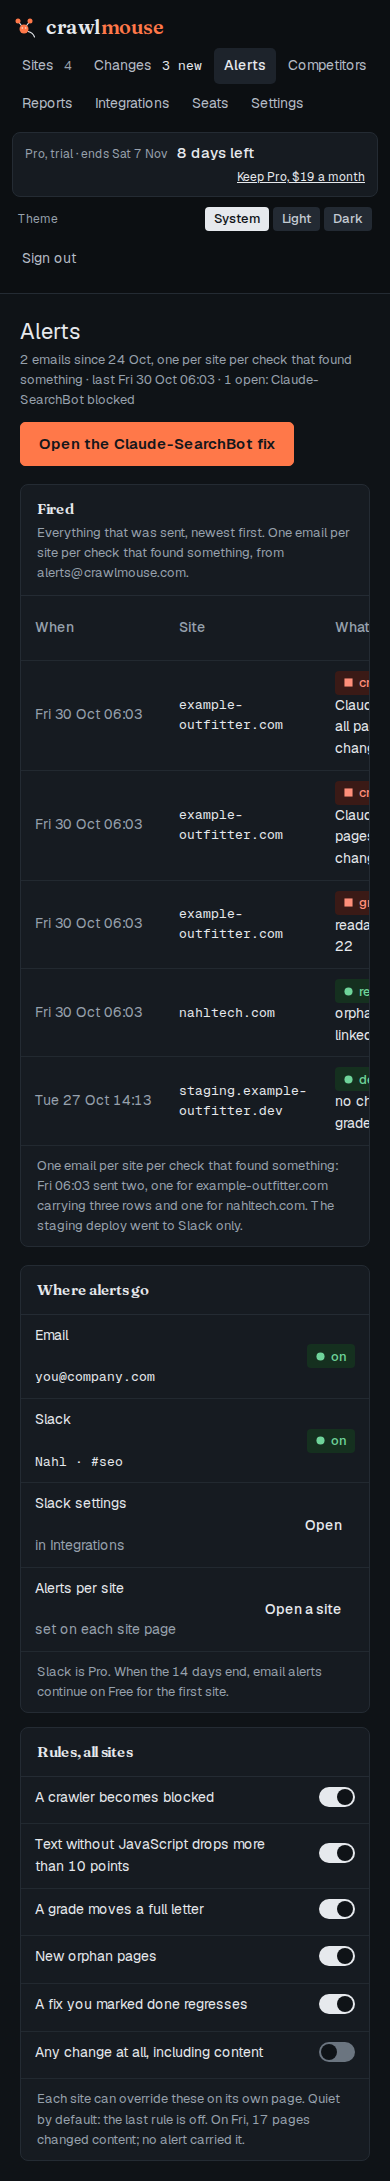 crawlmouse
Sites 4 Changes 3 new Alerts Competitors
Reports Integrations Seats Settings
Pro, trial · ends Sat 7 Nov 8 days left
Keep Pro, $19 a month
Theme System Light Dark
Sign out
Alerts
2 emails since 24 Oct, one per site per check that found
something · last Fri 30 Oct 06:03 · 1 open: Claude-
SearchBot blocked
Open the Claude-SearchBot fix
Fired
Everything that was sent, newest first. One email per
site per check that found something, from
alerts@crawlmouse.com.
When Site What
Fri 30 Oct 06:03 example-
outfitter.com
all pa
Fri 30 Oct 06:03 example-
outfitter.com
Fri 30 Oct 06:03 example-
outfitter.com
22
Fri 30 Oct 06:03 nahltech.com
Tue 27 Oct 14:13 staging.example-
outfitter.dev
no ch
One email per site per check that found something:
Fri 06:03 sent two, one for example-outfitter.com
carrying three rows and one for nahltech.com. The
staging deploy went to Slack only.
Where alerts go
Email
on
you@company.com
Slack
on
Nahl · #seo
Slack settings
Open
in Integrations
Alerts per site
Open a site
set on each site page
Slack is Pro. When the 14 days end, email alerts
continue on Free for the first site.
Rules, all sites
A crawler becomes blocked
Text without JavaScript drops more
than 10 points
A grade moves a full letter
New orphan pages
A fix you marked done regresses
Any change at all, including content
Each site can override these on its own page. Quiet
by default: the last rule is off. On Fri, 17 pages
changed content; no alert carried it.